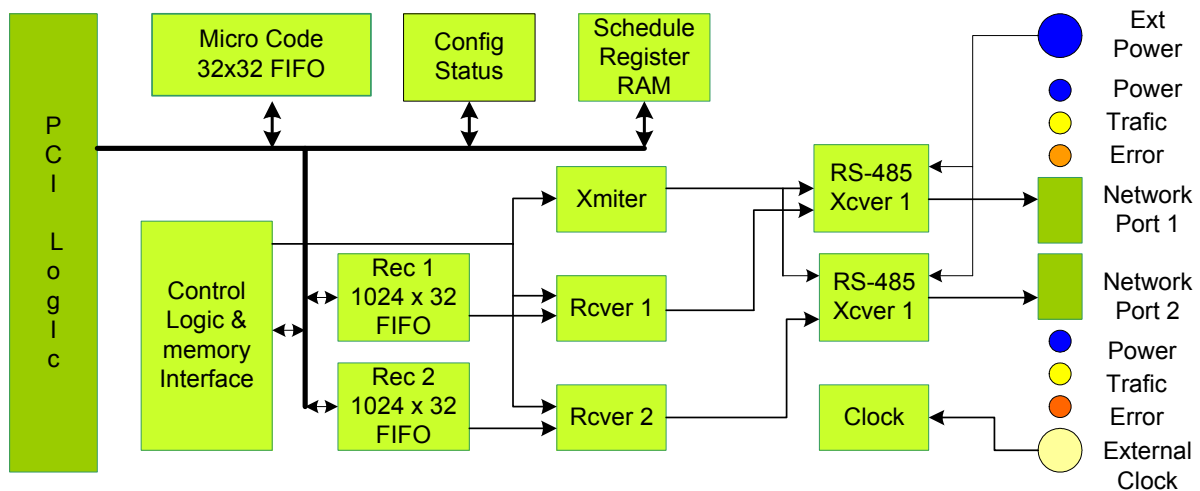 P
C
I
L
o
g
I
c
Micro Code
32x32 FIFO
Config
Status
Schedule
Register
RAM
Control
Logic &
memory
Interface
Rec 1
1024 x 32
FIFO
Rec 2
1024 x 32
FIFO
Xmiter
Rcver 1
Rcver 2
RS-485
Xcver 1
RS-485
Xcver 1
Clock
Ext
Power
Power
Trafic
Error
Network
Port 1
Network
Port 2
Power
Trafic
Error
External
Clock